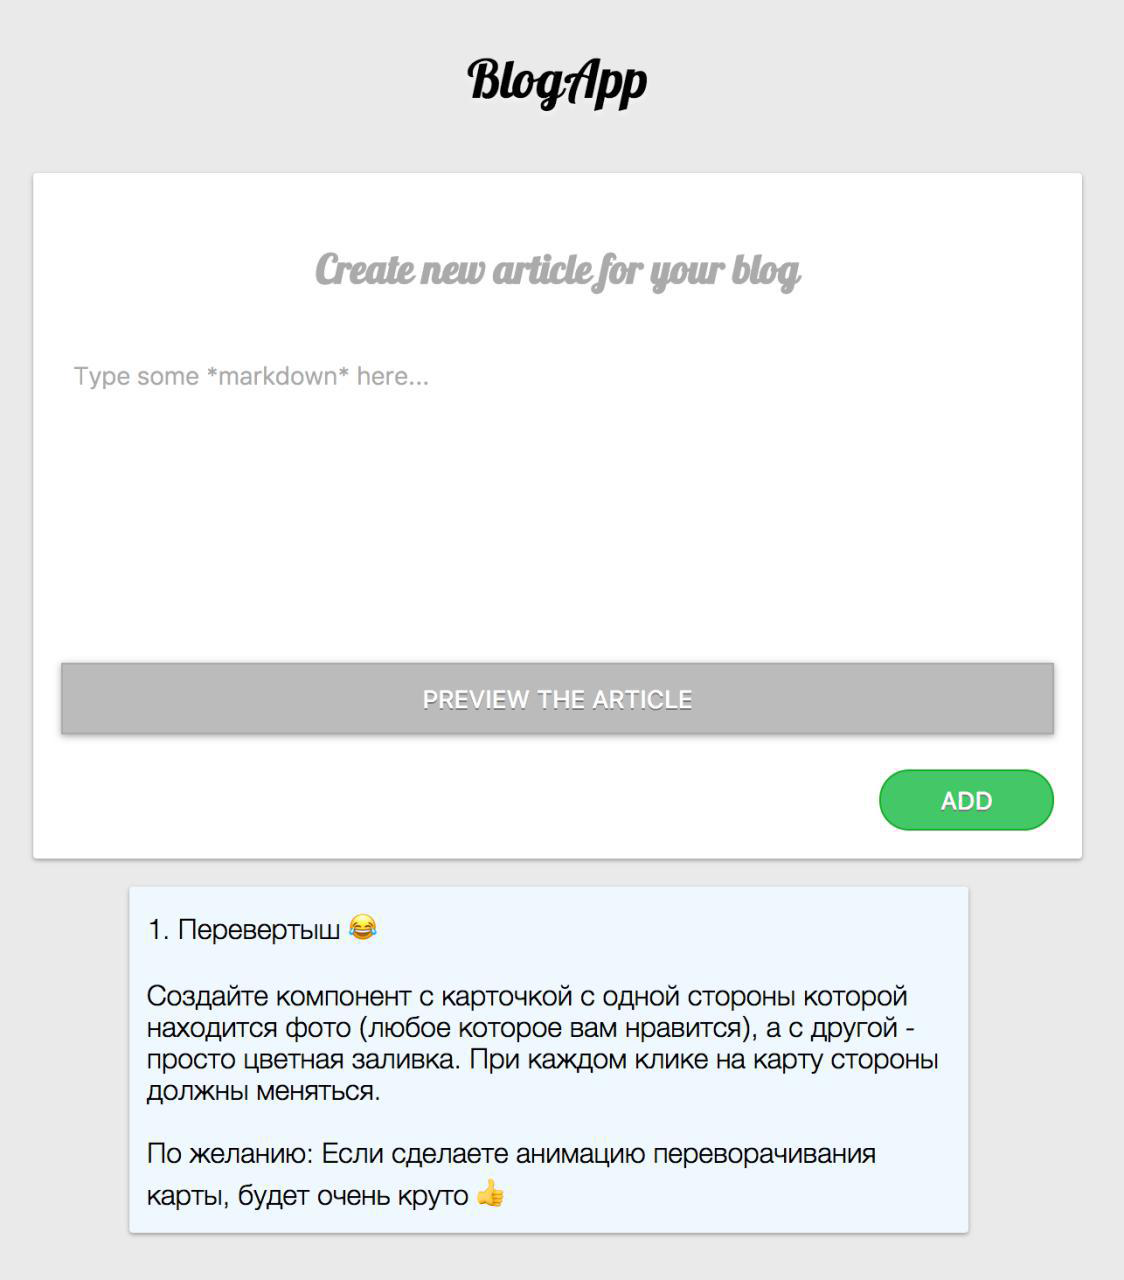 BlogApp
Create new article for your blog
Type some *markdown* here...
PREVIEW THE ARTICLE
ADD
1. Перевертыш 😂
Создайте компонент с карточкой с одной стороны которой
находится фото (любое которое вам нравится), а с другой -
просто цветная заливка. При каждом клике на карту стороны
должны меняться.
По желанию: Если сделаете анимацию переворачивания
карты, будет очень круто 👍